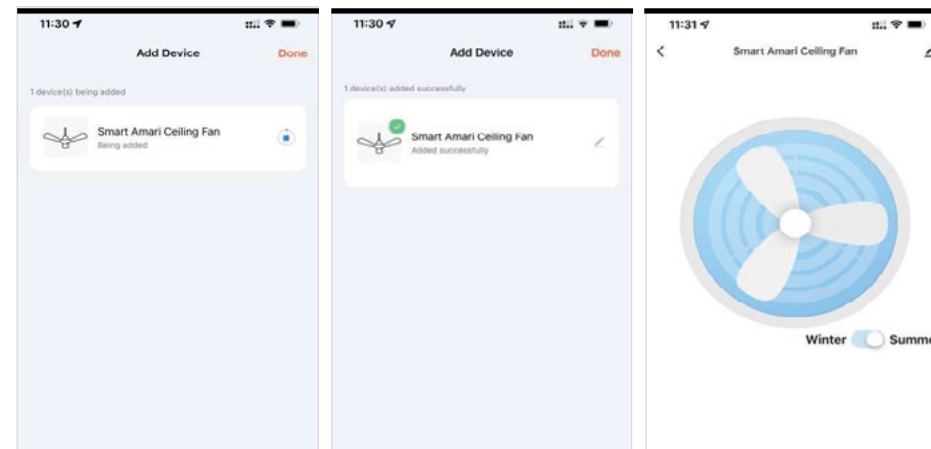 11:30
Add Device
Done
1 device(s) being added
Smart Amari Ceiling Fan
Being added
11:30
Add Device
Done
1 device(s) added successfully
Smart Amari Ceiling Fan
Added successfully
11:31
Smart Amari Ceiling Fan
Winter
Summe